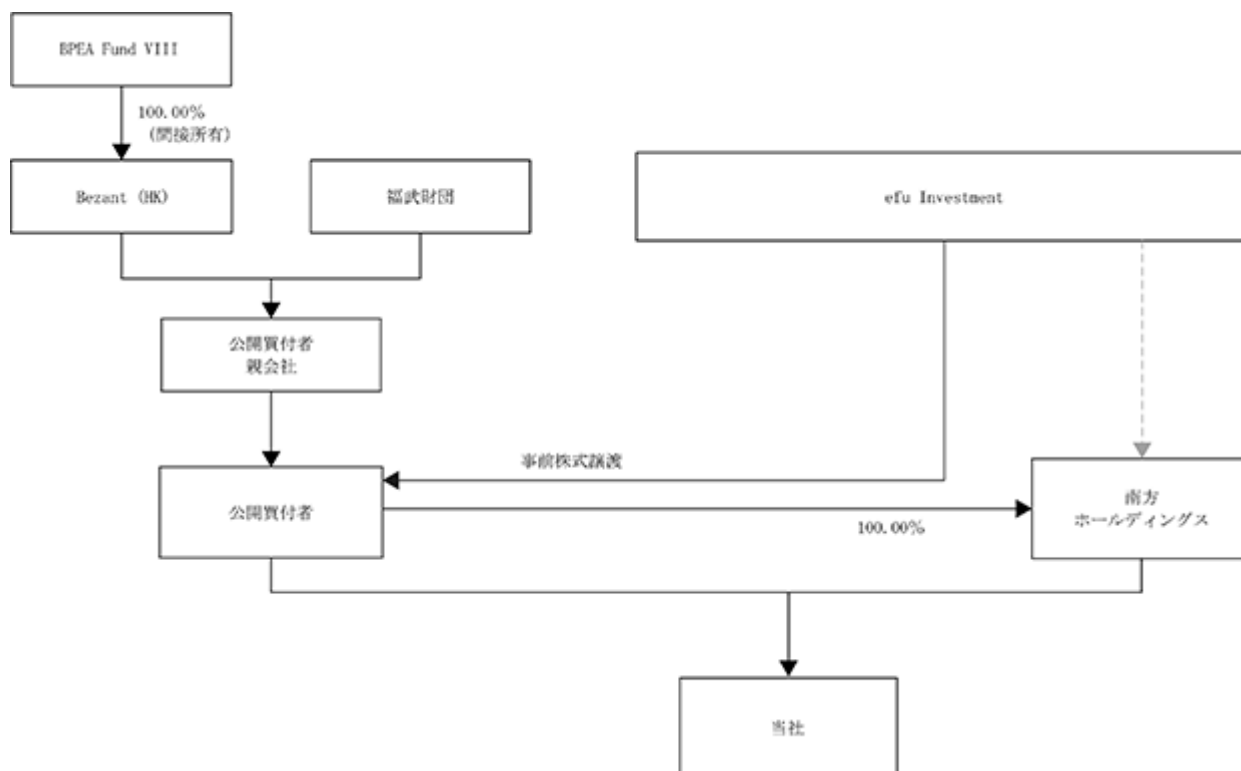 BPEA Fund VIII
100.00%
(間接所有)
Bezant (HK)
福武財団
efu Investment
公開買付者
親会社
事前株式譲渡
公開買付者
100.00%
南方
ホールディングス
当社